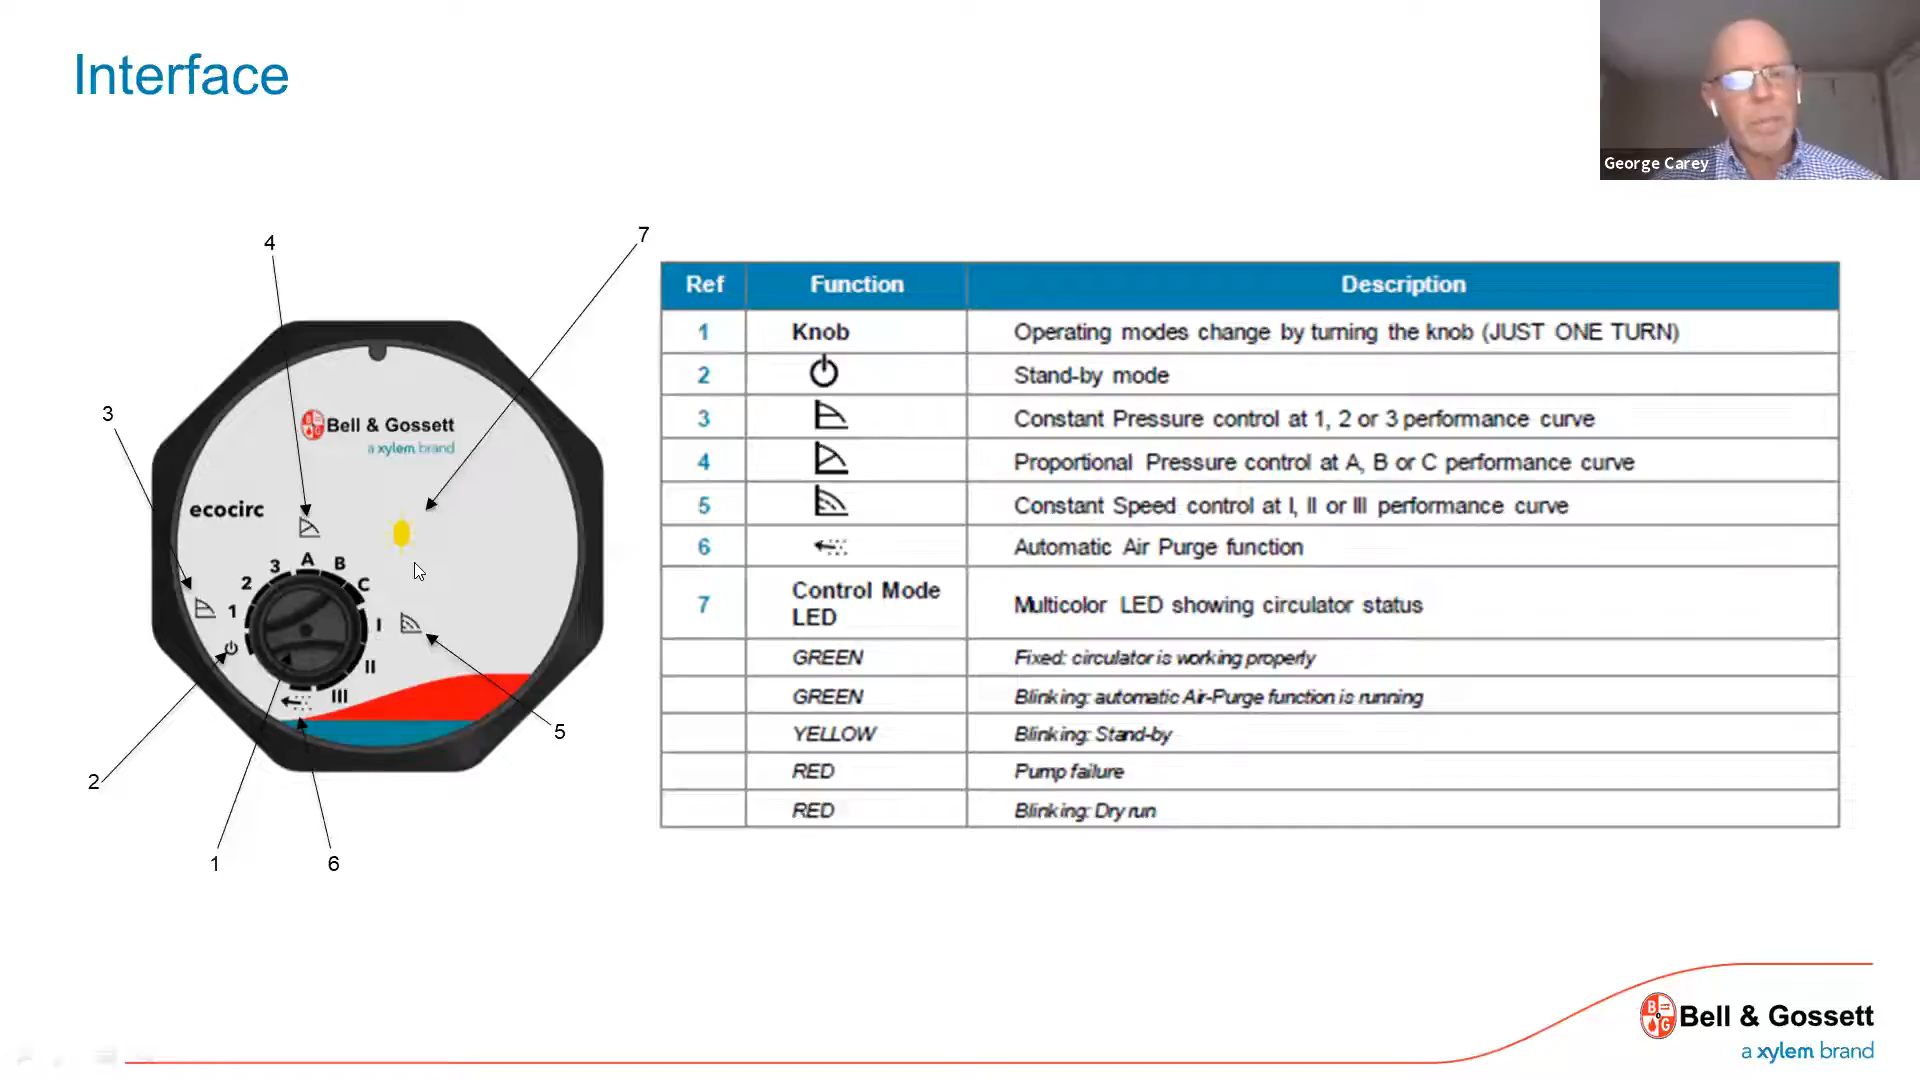 Interface
George Carey
4
7
3
Bell & Gossett
a xylem brand
ecocirc
3 A B
2 C
1 I
II
III
5
2
1
6
Ref Function Description
1 Knob Operating modes change by turning the knob (JUST ONE TURN)
2 Stand-by mode
3 Constant Pressure control at 1, 2 or 3 performance curve
4 Proportional Pressure control at A, B or C performance curve
5 Constant Speed control at I, II or III performance curve
6 Automatic Air Purge function
7 Control Mode LED Multicolor LED showing circulator status
GREEN Fixed: circulator is working properly
GREEN Blinking: automatic Air-Purge function is running
YELLOW Blinking: Stand-by
RED Pump failure
RED Blinking: Dry run
B G
Bell & Gossett
a xylem brand